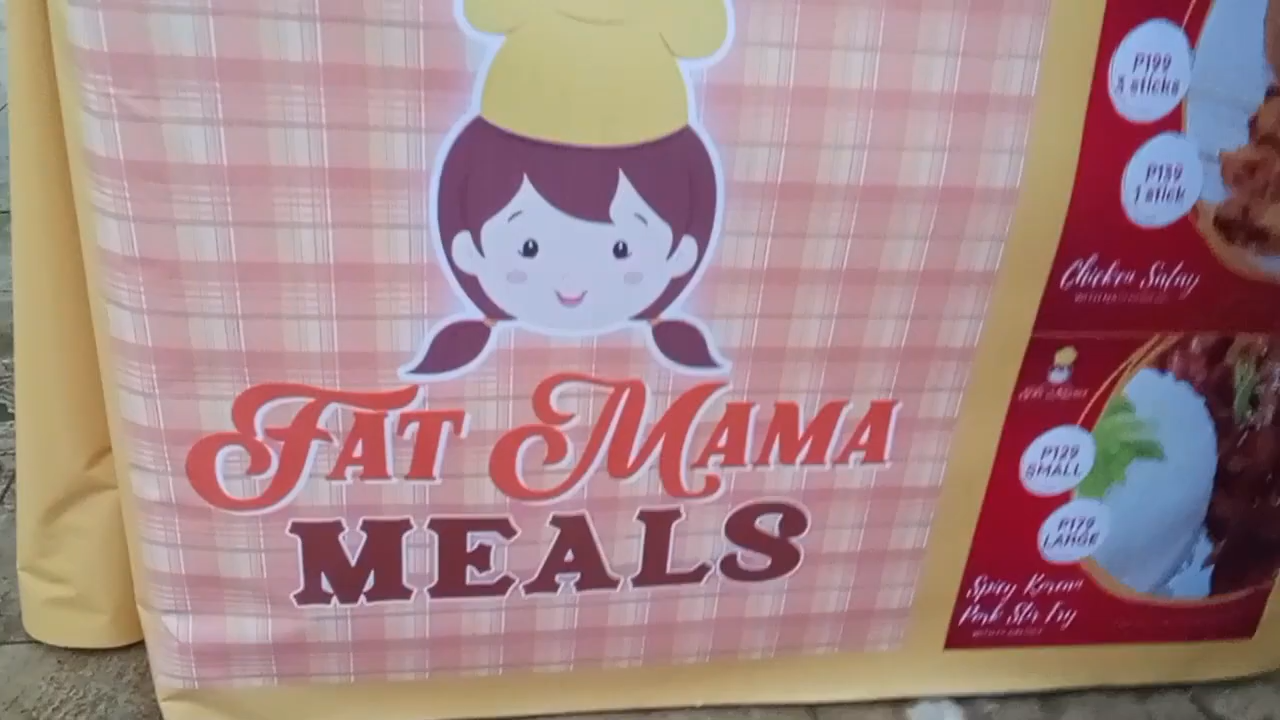 FAT MAMA
MEALS
P199
3 sticks
P139
1 stick
Chicken Satay
P129
SMALL
P179
LARGE
Spicy Korean
Pork Stir Fry